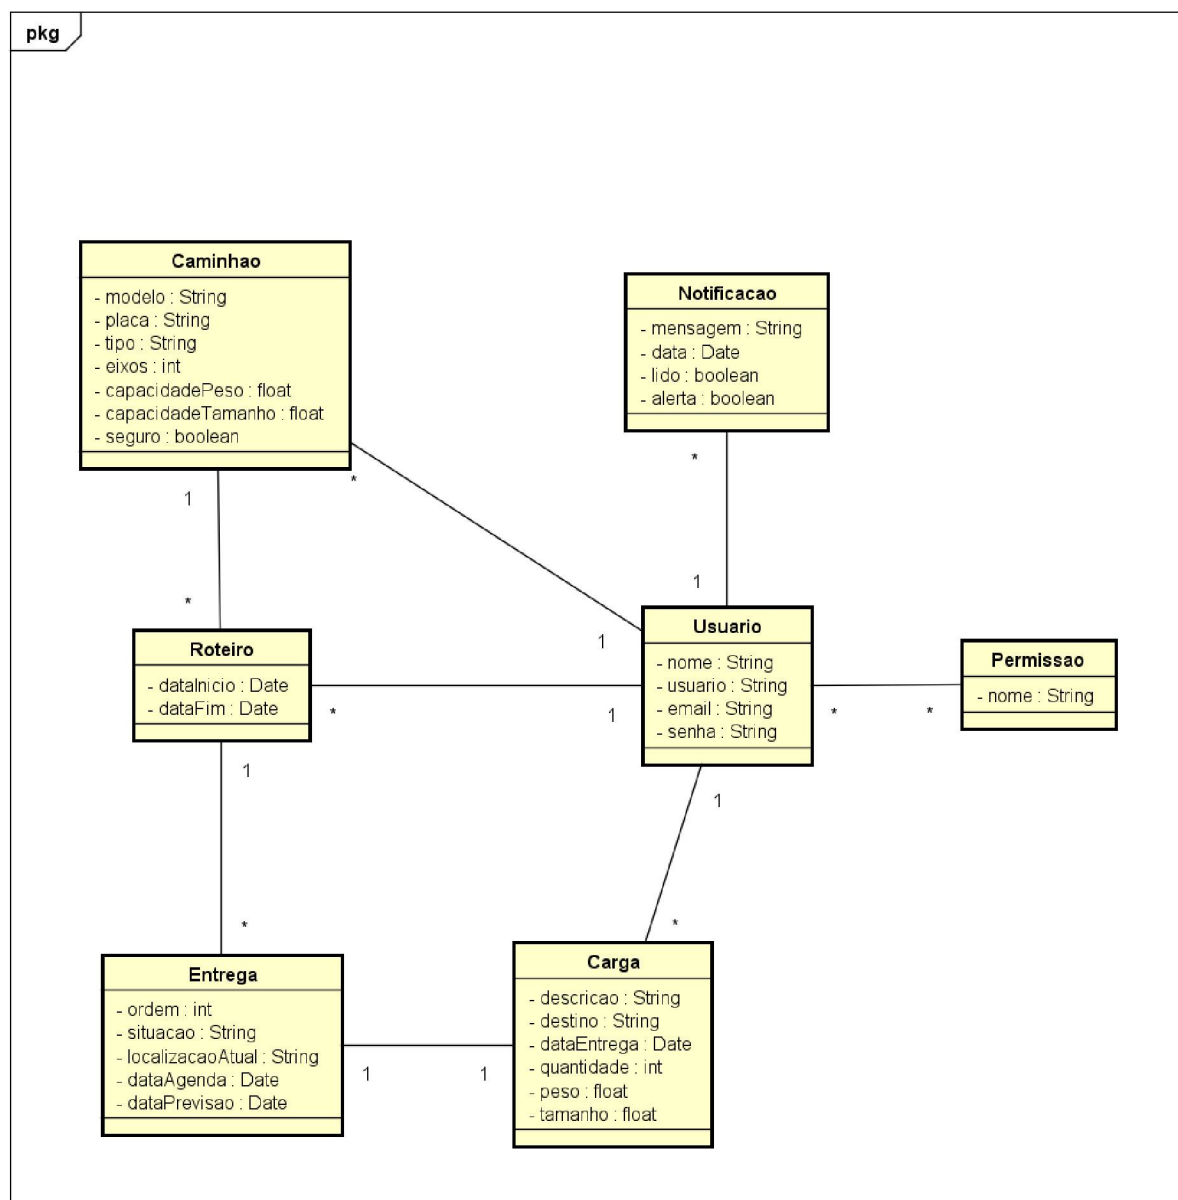 pkg
Caminhao
- modelo : String
- placa : String
- tipo : String
- eixos : int
- capacidadePeso : float
- capacidadeTamanho : float
- seguro : boolean
Notificacao
- mensagem : String
- data : Date
- lido : boolean
- alerta : boolean
*
*
1
1
*
1
Roteiro
- dataInicio : Date
- dataFim : Date
Usuario
- nome : String
- usuario : String
- email : String
- senha : String
Permissao
- nome : String
*
1
*
*
1
1
*
*
Entrega
- ordem : int
- situacao : String
- localizacaoAtual : String
- dataAgenda : Date
- dataPrevisao : Date
Carga
- descricao : String
- destino : String
- dataEntrega : Date
- quantidade : int
- peso : float
- tamanho : float
1
1